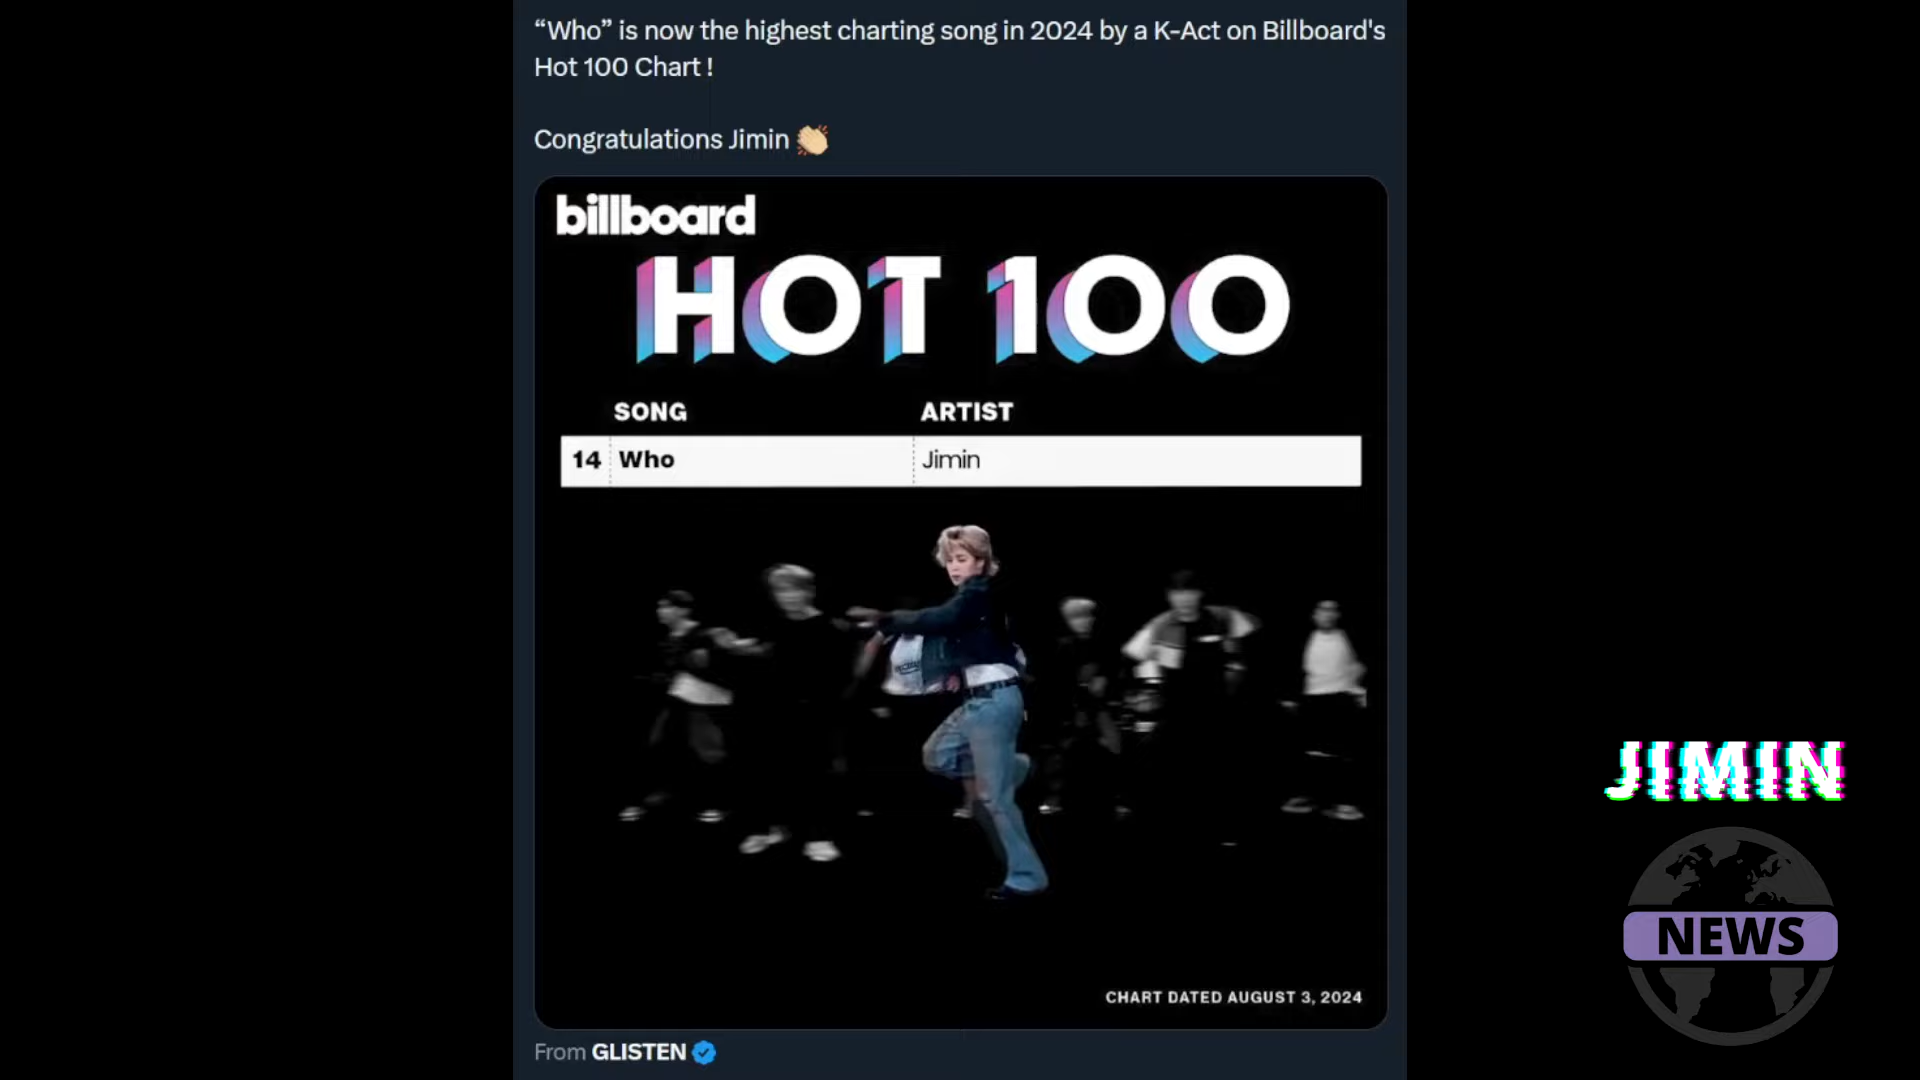 “Who” is now the highest charting song in 2024 by a K-Act on Billboard's
Hot 100 Chart !
Congratulations Jimin 👏🏼
billboard
HOT 100
SONG ARTIST
14 Who Jimin
CHART DATED AUGUST 3, 2024
From GLISTEN
JIMIN
NEWS